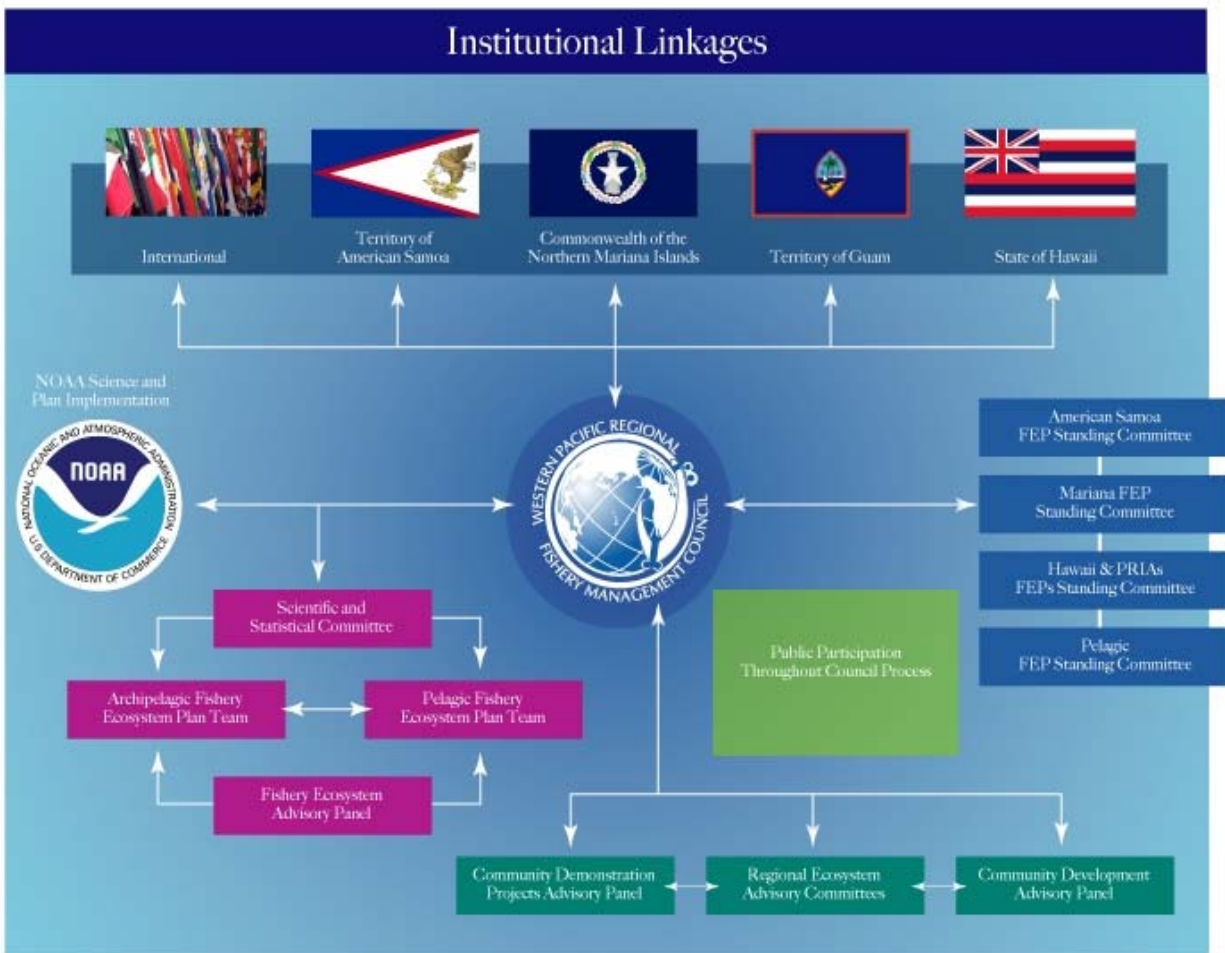 Institutional Linkages
International
Territory of
American Samoa
Commonwealth of the
Northern Mariana Islands
Territory of Guam
State of Hawaii
NOAA Science and
Plan Implementation
NATIONAL OCEANIC AND ATMOSPHERIC ADMINISTRATION
NOAA
U.S. DEPARTMENT OF COMMERCE
WESTERN PACIFIC REGIONAL
FISHERY MANAGEMENT COUNCIL
American Samoa
FEP Standing Committee
Mariana FEP
Standing Committee
Hawaii & PRIAs
FEPs Standing Committee
Pelagic
FEP Standing Committee
Scientific and
Statistical Committee
Archipelagic Fishery
Ecosystem Plan Team
Pelagic Fishery
Ecosystem Plan Team
Fishery Ecosystem
Advisory Panel
Public Participation
Throughout Council Process
Community Demonstration
Projects Advisory Panel
Regional Ecosystem
Advisory Committees
Community Development
Advisory Panel